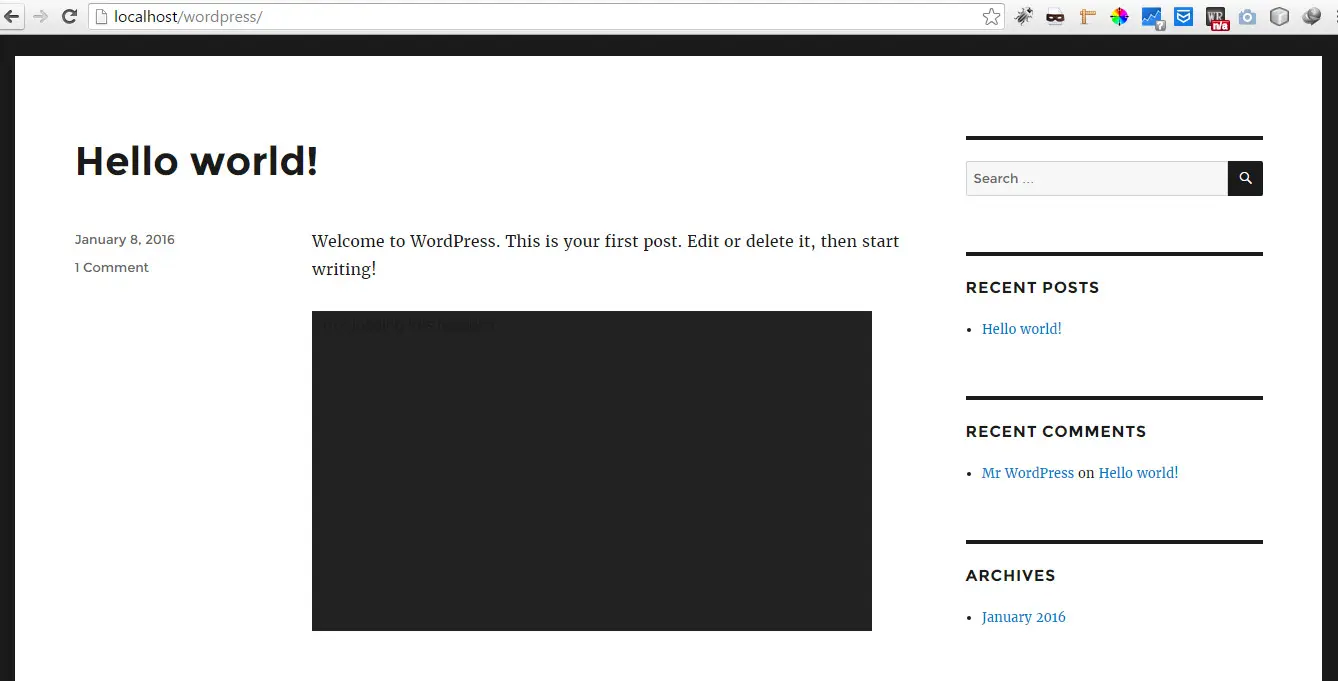 localhost/wordpress/
Hello world!
January 8, 2016
1 Comment
Welcome to WordPress. This is your first post. Edit or delete it, then start
writing!
Search ...
RECENT POSTS
Hello world!
RECENT COMMENTS
Mr WordPress on Hello world!
ARCHIVES
January 2016